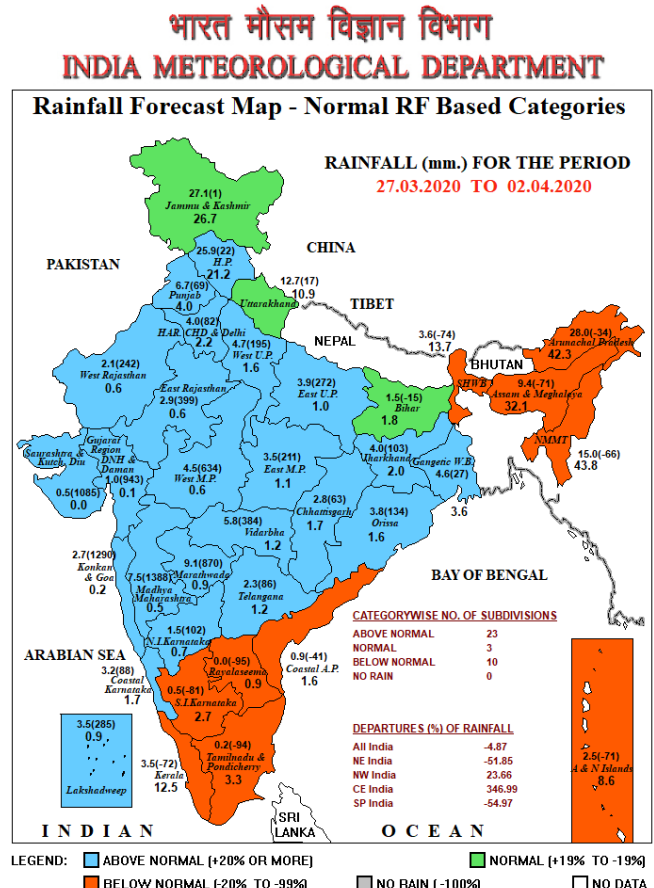 भारत मौसम विज्ञान विभाग
INDIA METEOROLOGICAL DEPARTMENT
Rainfall Forecast Map - Normal RF Based Categories
RAINFALL (mm.) FOR THE PERIOD
27.03.2020 TO 02.04.2020
27.1(1)
Jammu & Kashmir
26.7
CHINA
PAKISTAN
25.9(22)
H.P.
21.2
6.7(69)
Punjab
4.0
12.7(17)
10.9
Uttarakhand
TIBET
4.0(82)
HAR. CHD & Delhi
2.2
4.7(195)
West U.P.
1.6
NEPAL
3.6(-74)
13.7
28.0(-34)
Arunachal Pradesh
42.3
BHUTAN
2.1(242)
West Rajasthan
0.6
East Rajasthan
2.9(399)
0.6
3.9(272)
East U.P.
1.0
1.5(-15)
Bihar
1.8
SHWB
9.4(-71)
Assam & Meghalaya
32.1
NMMT
15.0(-66)
43.8
Saurashtra &
Kutch, Diu
0.5(1085)
0.0
Gujarat
Region
DNH &
Daman
1.0(943)
0.1
4.5(634)
West M.P.
0.6
3.5(211)
East M.P.
1.1
4.0(103)
Jharkhand
2.0
Gangetic W.B.
4.6(27)
3.6
2.8(63)
Chhattisgarh
1.7
3.8(134)
Orissa
1.6
5.8(384)
Vidarbha
1.2
2.7(1290)
Konkan
& Goa
0.2
7.5(1388)
Madhya
Maharashtra
0.5
9.1(870)
Marathwada
0.9
2.3(86)
Telangana
1.2
BAY OF BENGAL
1.5(102)
N.I.Karnataka
0.7
ARABIAN SEA
3.2(88)
Coastal
Karnataka
1.7
0.0(-95)
Rayalaseema
0.9
0.9(-41)
Coastal A.P.
1.6
0.5(-81)
S.I.Karnataka
2.7
CATEGORYWISE NO. OF SUBDIVISIONS
ABOVE NORMAL 23
NORMAL 3
BELOW NORMAL 10
NO RAIN 0
DEPARTURES (%) OF RAINFALL
All India -4.87
NE India -51.85
NW India 23.66
CE India 346.99
SP India -54.97
3.5(285)
0.9
Lakshadweep
3.5(-72)
Kerala
12.5
0.2(-94)
Tamilnadu &
Pondicherry
3.3
2.5(-71)
A & N Islands
8.6
SRI
LANKA
INDIAN OCEAN
LEGEND: ABOVE NORMAL (+20% OR MORE) NORMAL (+19% TO -19%)
BELOW NORMAL (-20% TO -99%) NO RAIN (-100%) NO DATA